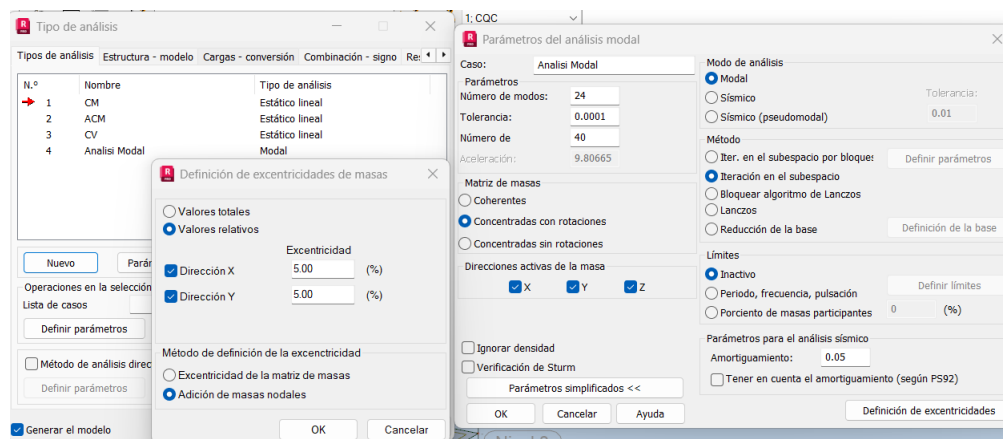 1; CQC
Tipo de análisis
Tipos de análisis Estructura - modelo Cargas - conversión Combinación - signo Re:
N.º Nombre Tipo de análisis
1 CM Estático lineal
2 ACM Estático lineal
3 CV Estático lineal
4 Analisi Modal Modal
Nuevo Parár
Operaciones en la selección
Lista de casos
Definir parámetros
Método de análisis direc
Definir parámetros
Generar el modelo
Definición de excentricidades de masas
Valores totales
Valores relativos
Excentricidad
Dirección X 5.00 (%)
Dirección Y 5.00 (%)
Método de definición de la excencitricidad
Excentricidad de la matriz de masas
Adición de masas nodales
OK Cancelar
Parámetros del análisis modal
Caso: Analisi Modal
Parámetros
Número de modos: 24
Tolerancia: 0.0001
Número de 40
Aceleración: 9.80665
Matriz de masas
Coherentes
Concentradas con rotaciones
Concentradas sin rotaciones
Direcciones activas de la masa
X Y Z
Ignorar densidad
Verificación de Sturm
Parámetros simplificados <<
OK Cancelar Ayuda
Modo de análisis
Modal
Sísmico Tolerancia:
Sísmico (pseudomodal) 0.01
Método
Iter. en el subespacio por bloques Definir parámetros
Iteración en el subespacio
Bloquear algoritmo de Lanczos
Lanczos
Reducción de la base Definición de la base
Límites
Inactivo
Periodo, frecuencia, pulsación Definir límites
Porciento de masas participantes 0 (%)
Parámetros para el análisis sísmico
Amortiguamiento: 0.05
Tener en cuenta el amortiguamiento (según PS92)
Definición de excentricidades